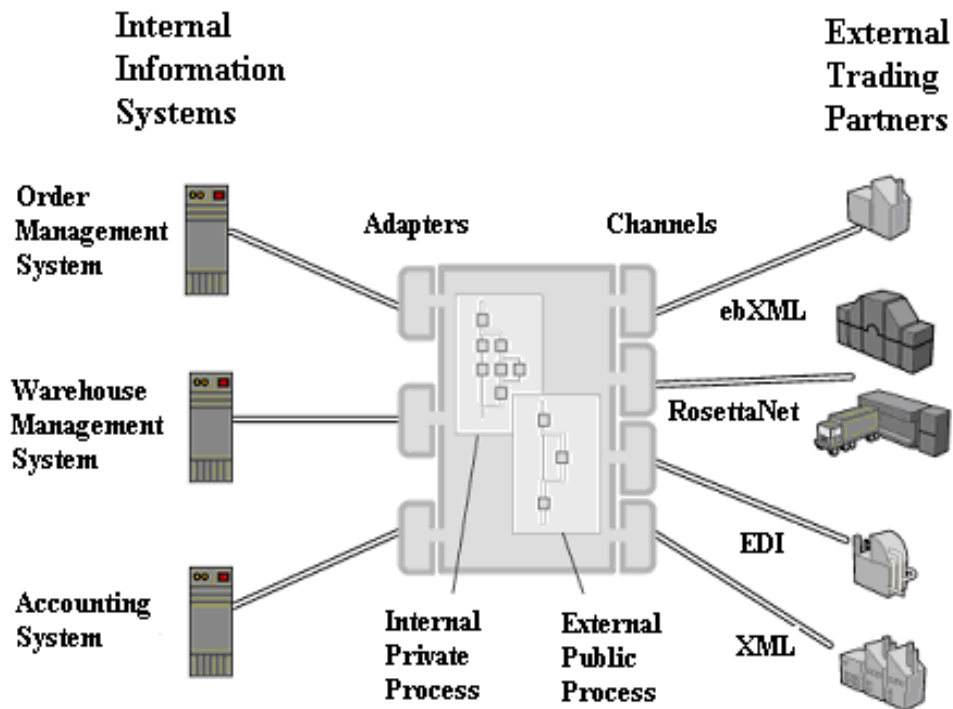 Internal
Information
Systems
External
Trading
Partners
Order
Management
System
Adapters
Channels
ebXML
Warehouse
Management
System
RosettaNet
EDI
Accounting
System
Internal
Private
Process
External
Public
Process
XML